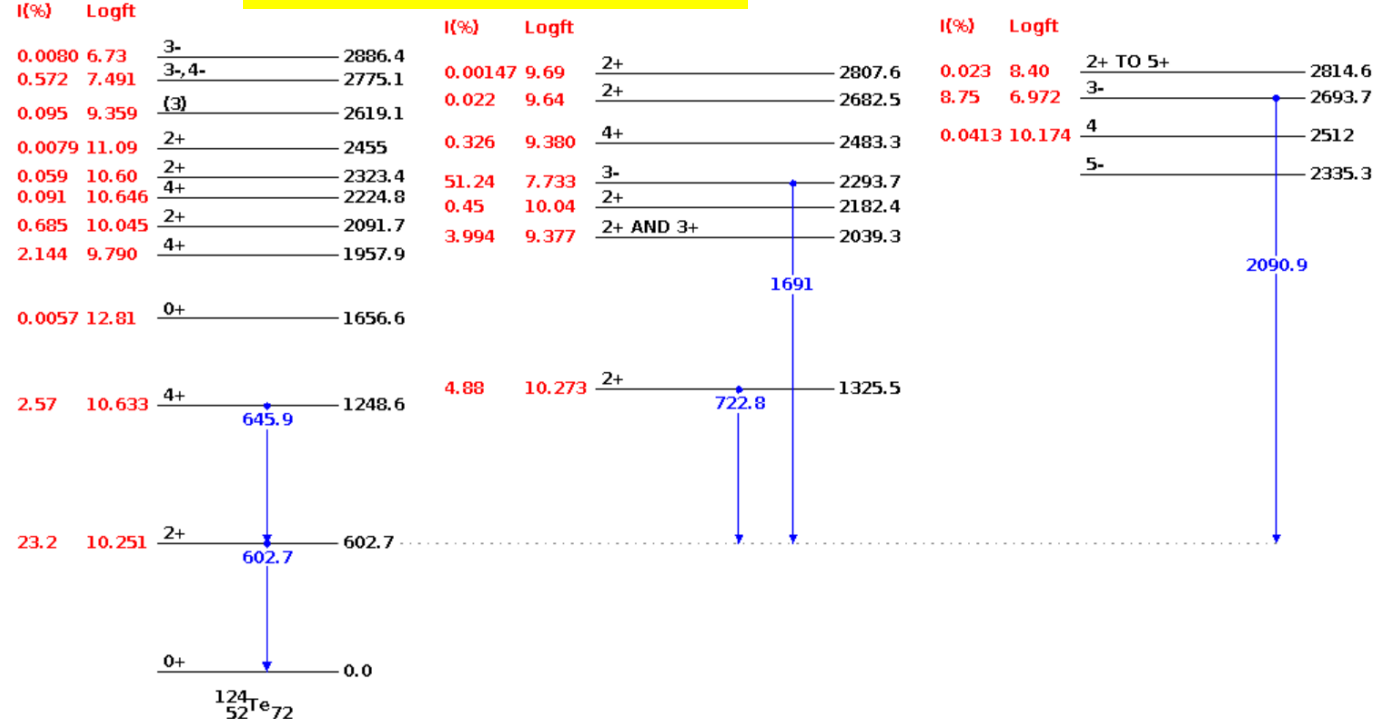 I(%) Logft
0.0080 6.73 3- 2886.4
0.572 7.491 3-,4- 2775.1
0.095 9.359 (3) 2619.1
0.0079 11.09 2+ 2455
0.059 10.60 2+ 2323.4
0.091 10.646 4+ 2224.8
0.685 10.045 2+ 2091.7
2.144 9.790 4+ 1957.9
0.0057 12.81 0+ 1656.6
2.57 10.633 4+ 1248.6
645.9
23.2 10.251 2+ 602.7
602.7
0+ 0.0
124
52Te72
I(%) Logft
0.00147 9.69 2+ 2807.6
0.022 9.64 2+ 2682.5
0.326 9.380 4+ 2483.3
51.24 7.733 3- 2293.7
0.45 10.04 2+ 2182.4
3.994 9.377 2+ AND 3+ 2039.3
1691
4.88 10.273 2+ 1325.5
722.8
I(%) Logft
0.023 8.40 2+ TO 5+ 2814.6
8.75 6.972 3- 2693.7
0.0413 10.174 4 2512
5- 2335.3
2090.9